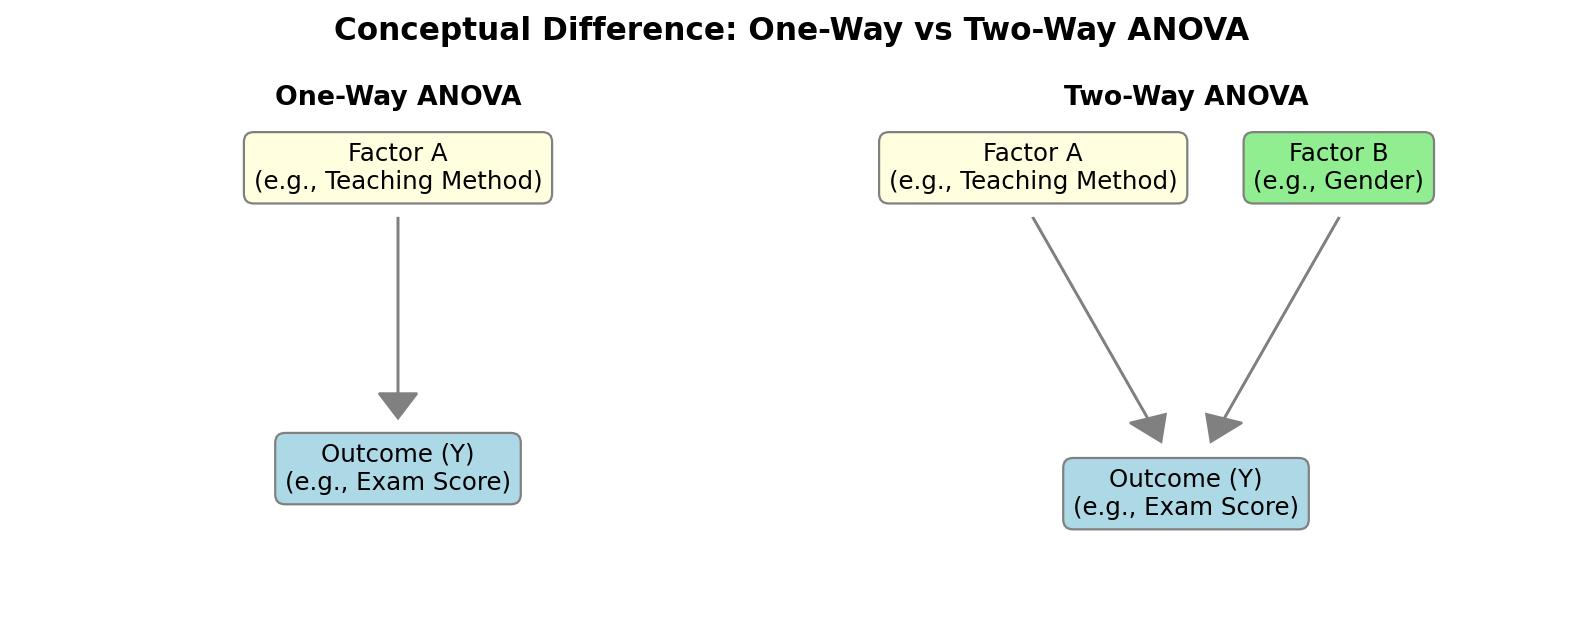 Conceptual Difference: One-Way vs Two-Way ANOVA
One-Way ANOVA
Factor A
(e.g., Teaching Method)
Outcome (Y)
(e.g., Exam Score)
Two-Way ANOVA
Factor A
(e.g., Teaching Method)
Factor B
(e.g., Gender)
Outcome (Y)
(e.g., Exam Score)